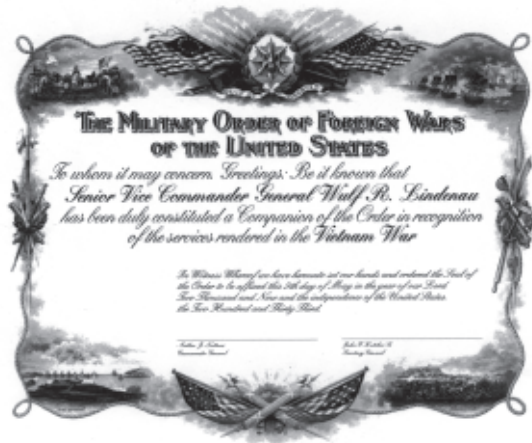 THE MILITARY ORDER OF FOREIGN WARS
OF THE UNITED STATES
To whom it may concern, Greetings: Be it known that
Senior Vice Commander General Wulf R. Lindenau
has been duly constituted a Companion of the Order in recognition
of the services rendered in the Vietnam War
In Witness Whereof we have hereunto set our hands and ordered the Seal of
the Order to be affixed this day of May in the year of our Lord
Two Thousand and Nine and the independence of the United States
the Two Hundred and Thirty Third
Commander General
Secretary General